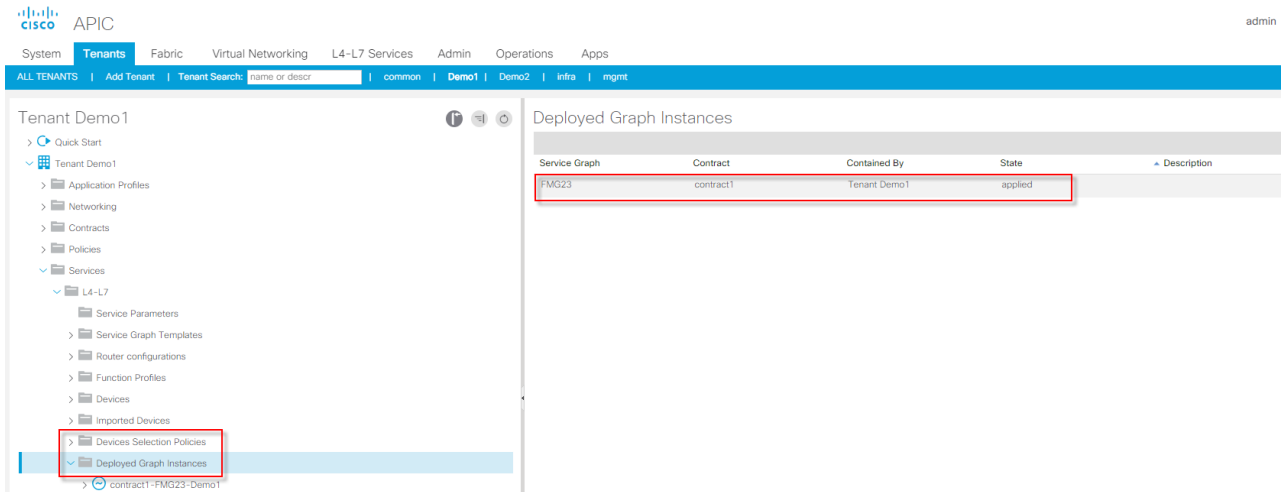 cisco APIC admin
System Tenants Fabric Virtual Networking L4-L7 Services Admin Operations Apps
ALL TENANTS | Add Tenant | Tenant Search: name or descr | common | Demo1 | Demo2 | infra | mgmt
Tenant Demo1
Quick Start
Tenant Demo1
Application Profiles
Networking
Contracts
Policies
Services
L4-L7
Service Parameters
Service Graph Templates
Router configurations
Function Profiles
Devices
Imported Devices
Devices Selection Policies
Deployed Graph Instances
contract1-FMG23-Demo1
Deployed Graph Instances
Service Graph Contract Contained By State Description
FMG23 contract1 Tenant Demo1 applied